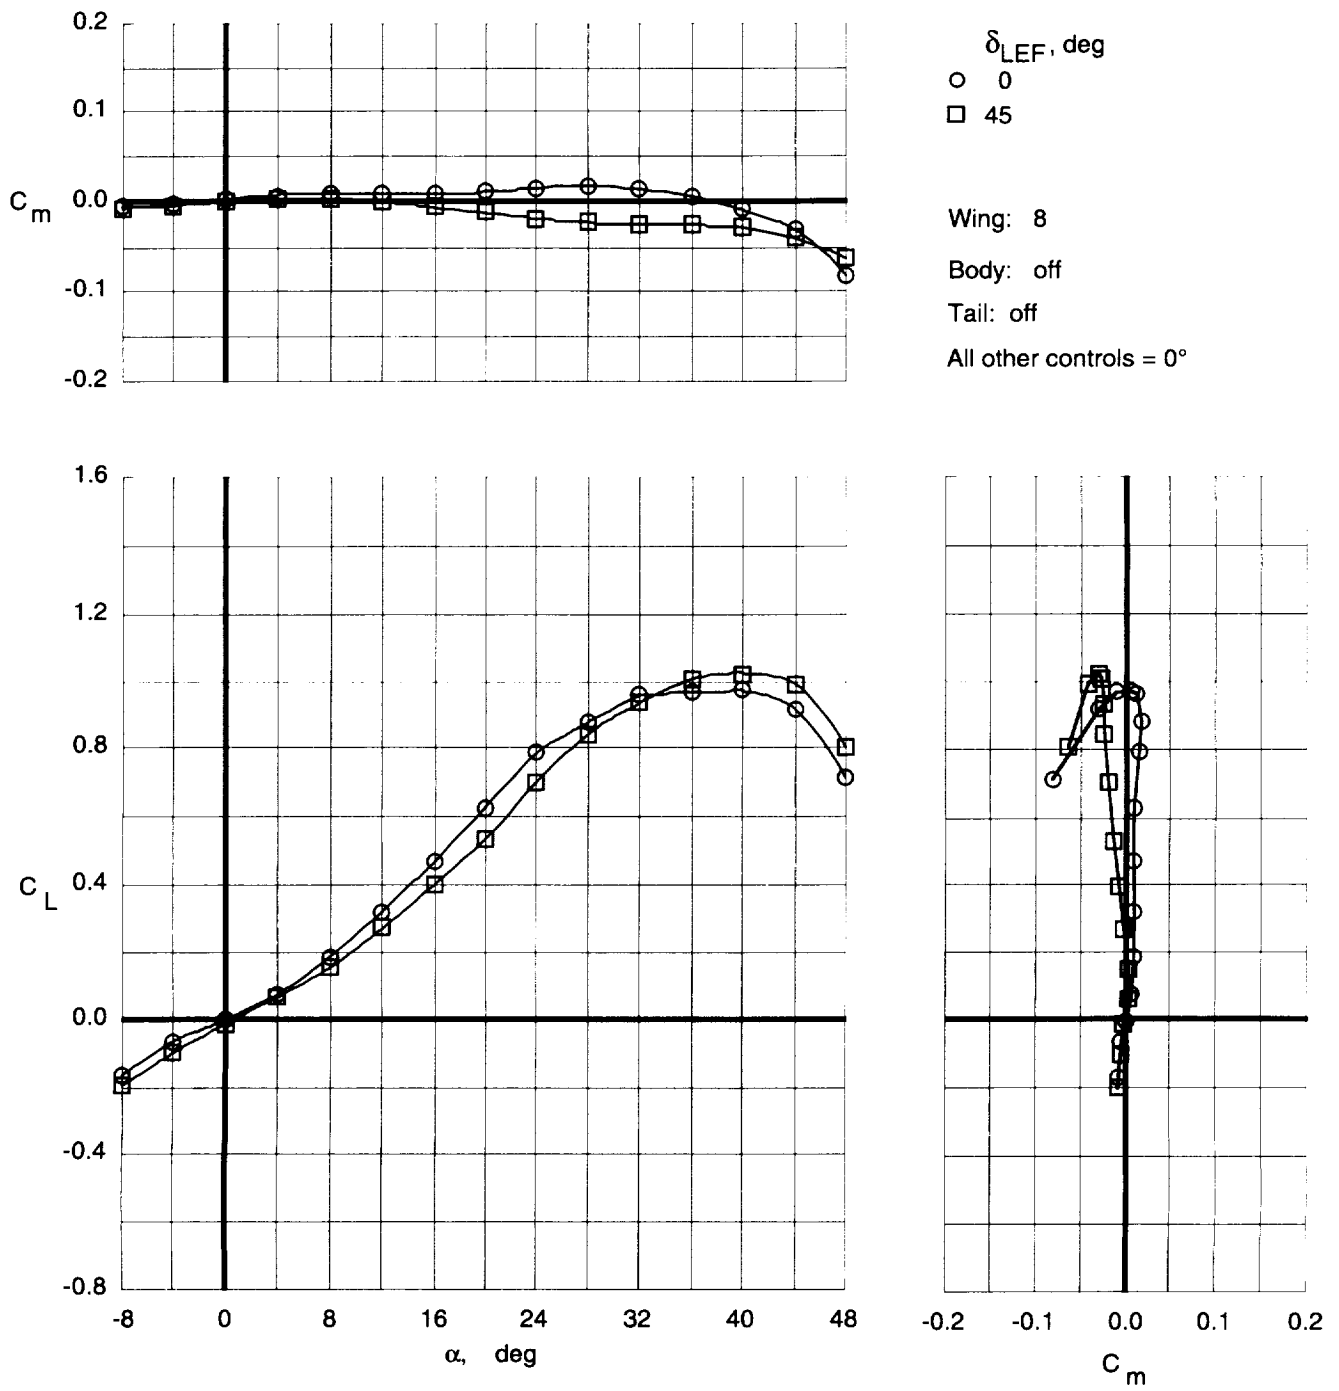 0.2
0.1
0.0
-0.1
-0.2
C m
δLEF, deg
0
45
Wing: 8
Body: off
Tail: off
All other controls = 0°
1.6
1.2
0.8
0.4
0.0
-0.4
-0.8
C L
-8 0 8 16 24 32 40 48
α, deg
-0.2 -0.1 0.0 0.1 0.2
C m